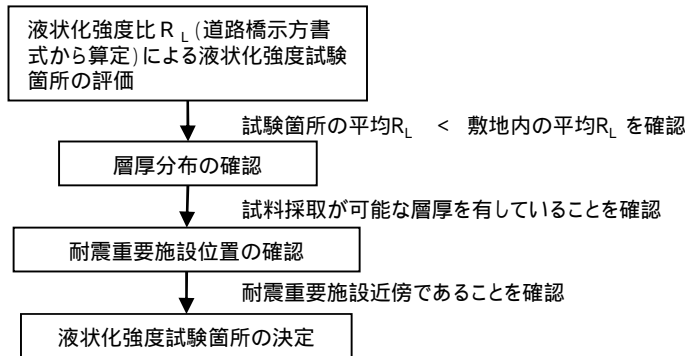 液状化強度比ＲL(道路橋示方書
式から算定)による液状化強度試験
箇所の評価
試験箇所の平均RL < 敷地内の平均RL を確認
層厚分布の確認
試料採取が可能な層厚を有していることを確認
耐震重要施設位置の確認
耐震重要施設近傍であることを確認
液状化強度試験箇所の決定